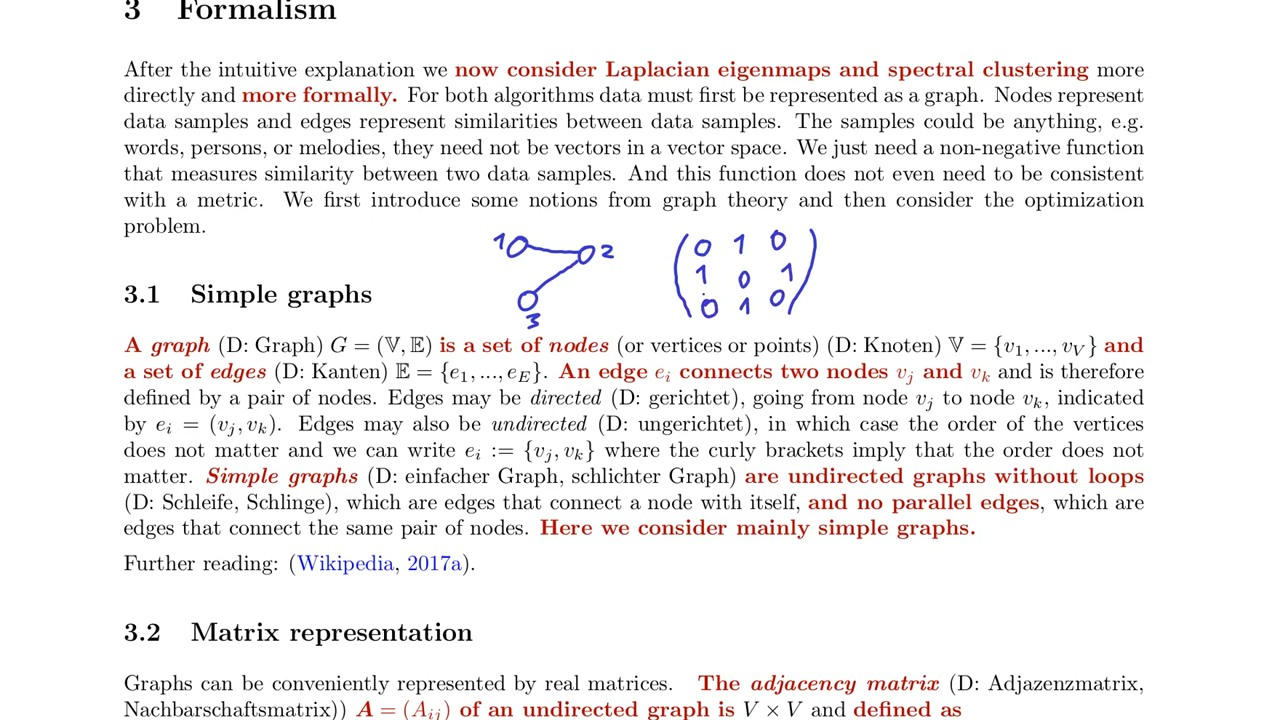 3 Formalism
After the intuitive explanation we now consider Laplacian eigenmaps and spectral clustering more
directly and more formally. For both algorithms data must first be represented as a graph. Nodes represent
data samples and edges represent similarities between data samples. The samples could be anything, e.g.
words, persons, or melodies, they need not be vectors in a vector space. We just need a non-negative function
that measures similarity between two data samples. And this function does not even need to be consistent
with a metric. We first introduce some notions from graph theory and then consider the optimization
problem.
1 2
3
0 1 0
1 0 1
0 1 0
3.1 Simple graphs
A graph (D: Graph) G = (𝕍, 𝔼) is a set of nodes (or vertices or points) (D: Knoten) 𝕍 = {v₁, ..., v_V} and
a set of edges (D: Kanten) 𝔼 = {e₁, ..., e_E}. An edge eᵢ connects two nodes vⱼ and vₖ and is therefore
defined by a pair of nodes. Edges may be directed (D: gerichtet), going from node vⱼ to node vₖ, indicated
by eᵢ = (vⱼ, vₖ). Edges may also be undirected (D: ungerichtet), in which case the order of the vertices
does not matter and we can write eᵢ := {vⱼ, vₖ} where the curly brackets imply that the order does not
matter. Simple graphs (D: einfacher Graph, schlichter Graph) are undirected graphs without loops
(D: Schleife, Schlinge), which are edges that connect a node with itself, and no parallel edges, which are
edges that connect the same pair of nodes. Here we consider mainly simple graphs.
Further reading: (Wikipedia, 2017a).
3.2 Matrix representation
Graphs can be conveniently represented by real matrices. The adjacency matrix (D: Adjazenzmatrix,
Nachbarschaftsmatrix)) A = (Aᵢⱼ) of an undirected graph is V × V and defined as